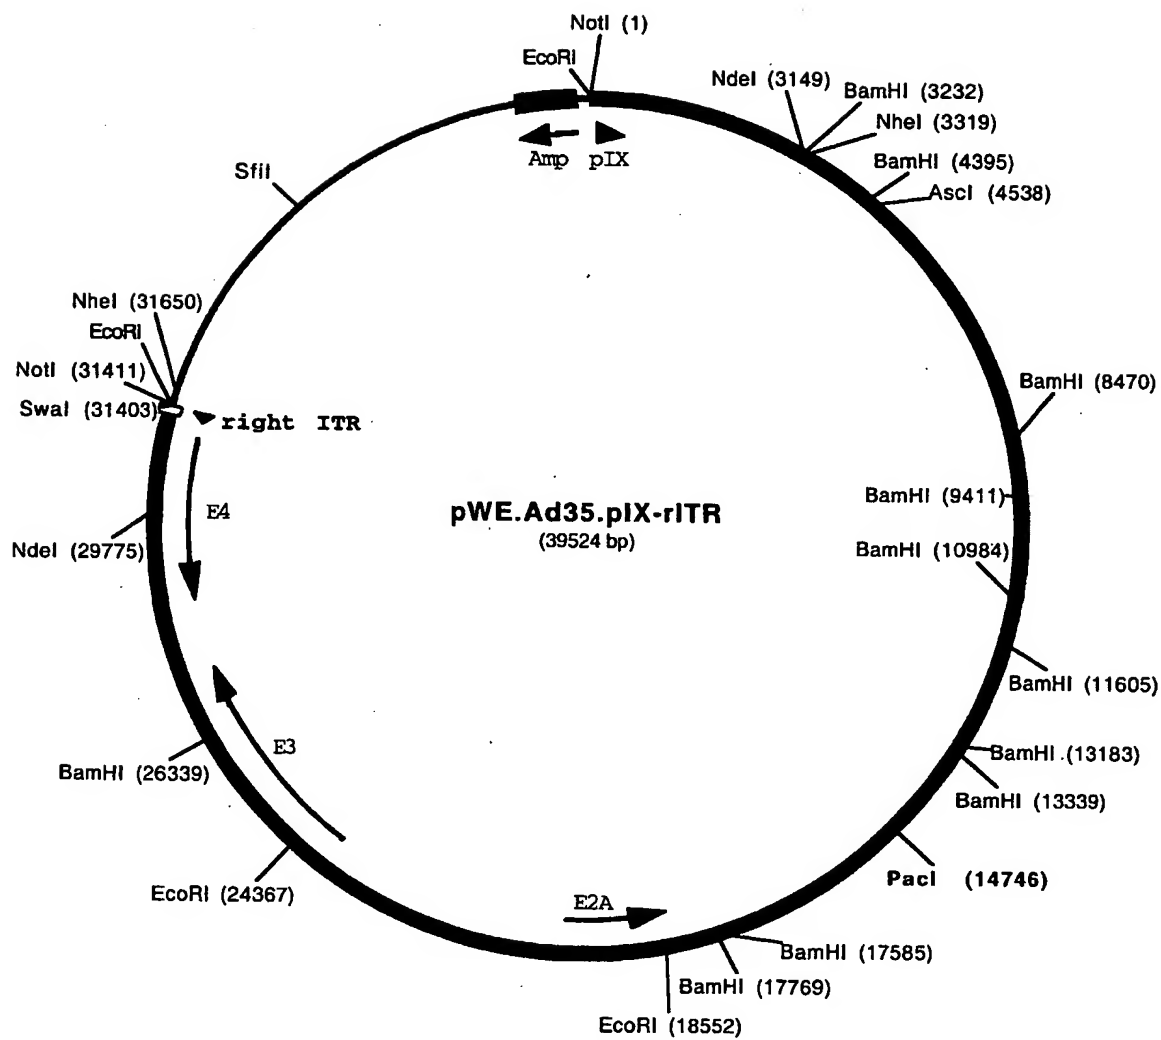 NotI (1)
EcoRI
NdeI (3149)
BamHI (3232)
NheI (3319)
BamHI (4395)
AscI (4538)
Amp pIX
SfiI
NheI (31650)
EcoRI
NotI (31411)
SwaI (31403)
right ITR
BamHI (8470)
BamHI (9411)
E4
pWE.Ad35.pIX-rITR
(39524 bp)
NdeI (29775)
BamHI (10984)
BamHI (11605)
E3
BamHI (13183)
BamHI (26339)
BamHI (13339)
PacI (14746)
EcoRI (24367)
E2A
BamHI (17585)
BamHI (17769)
EcoRI (18552)